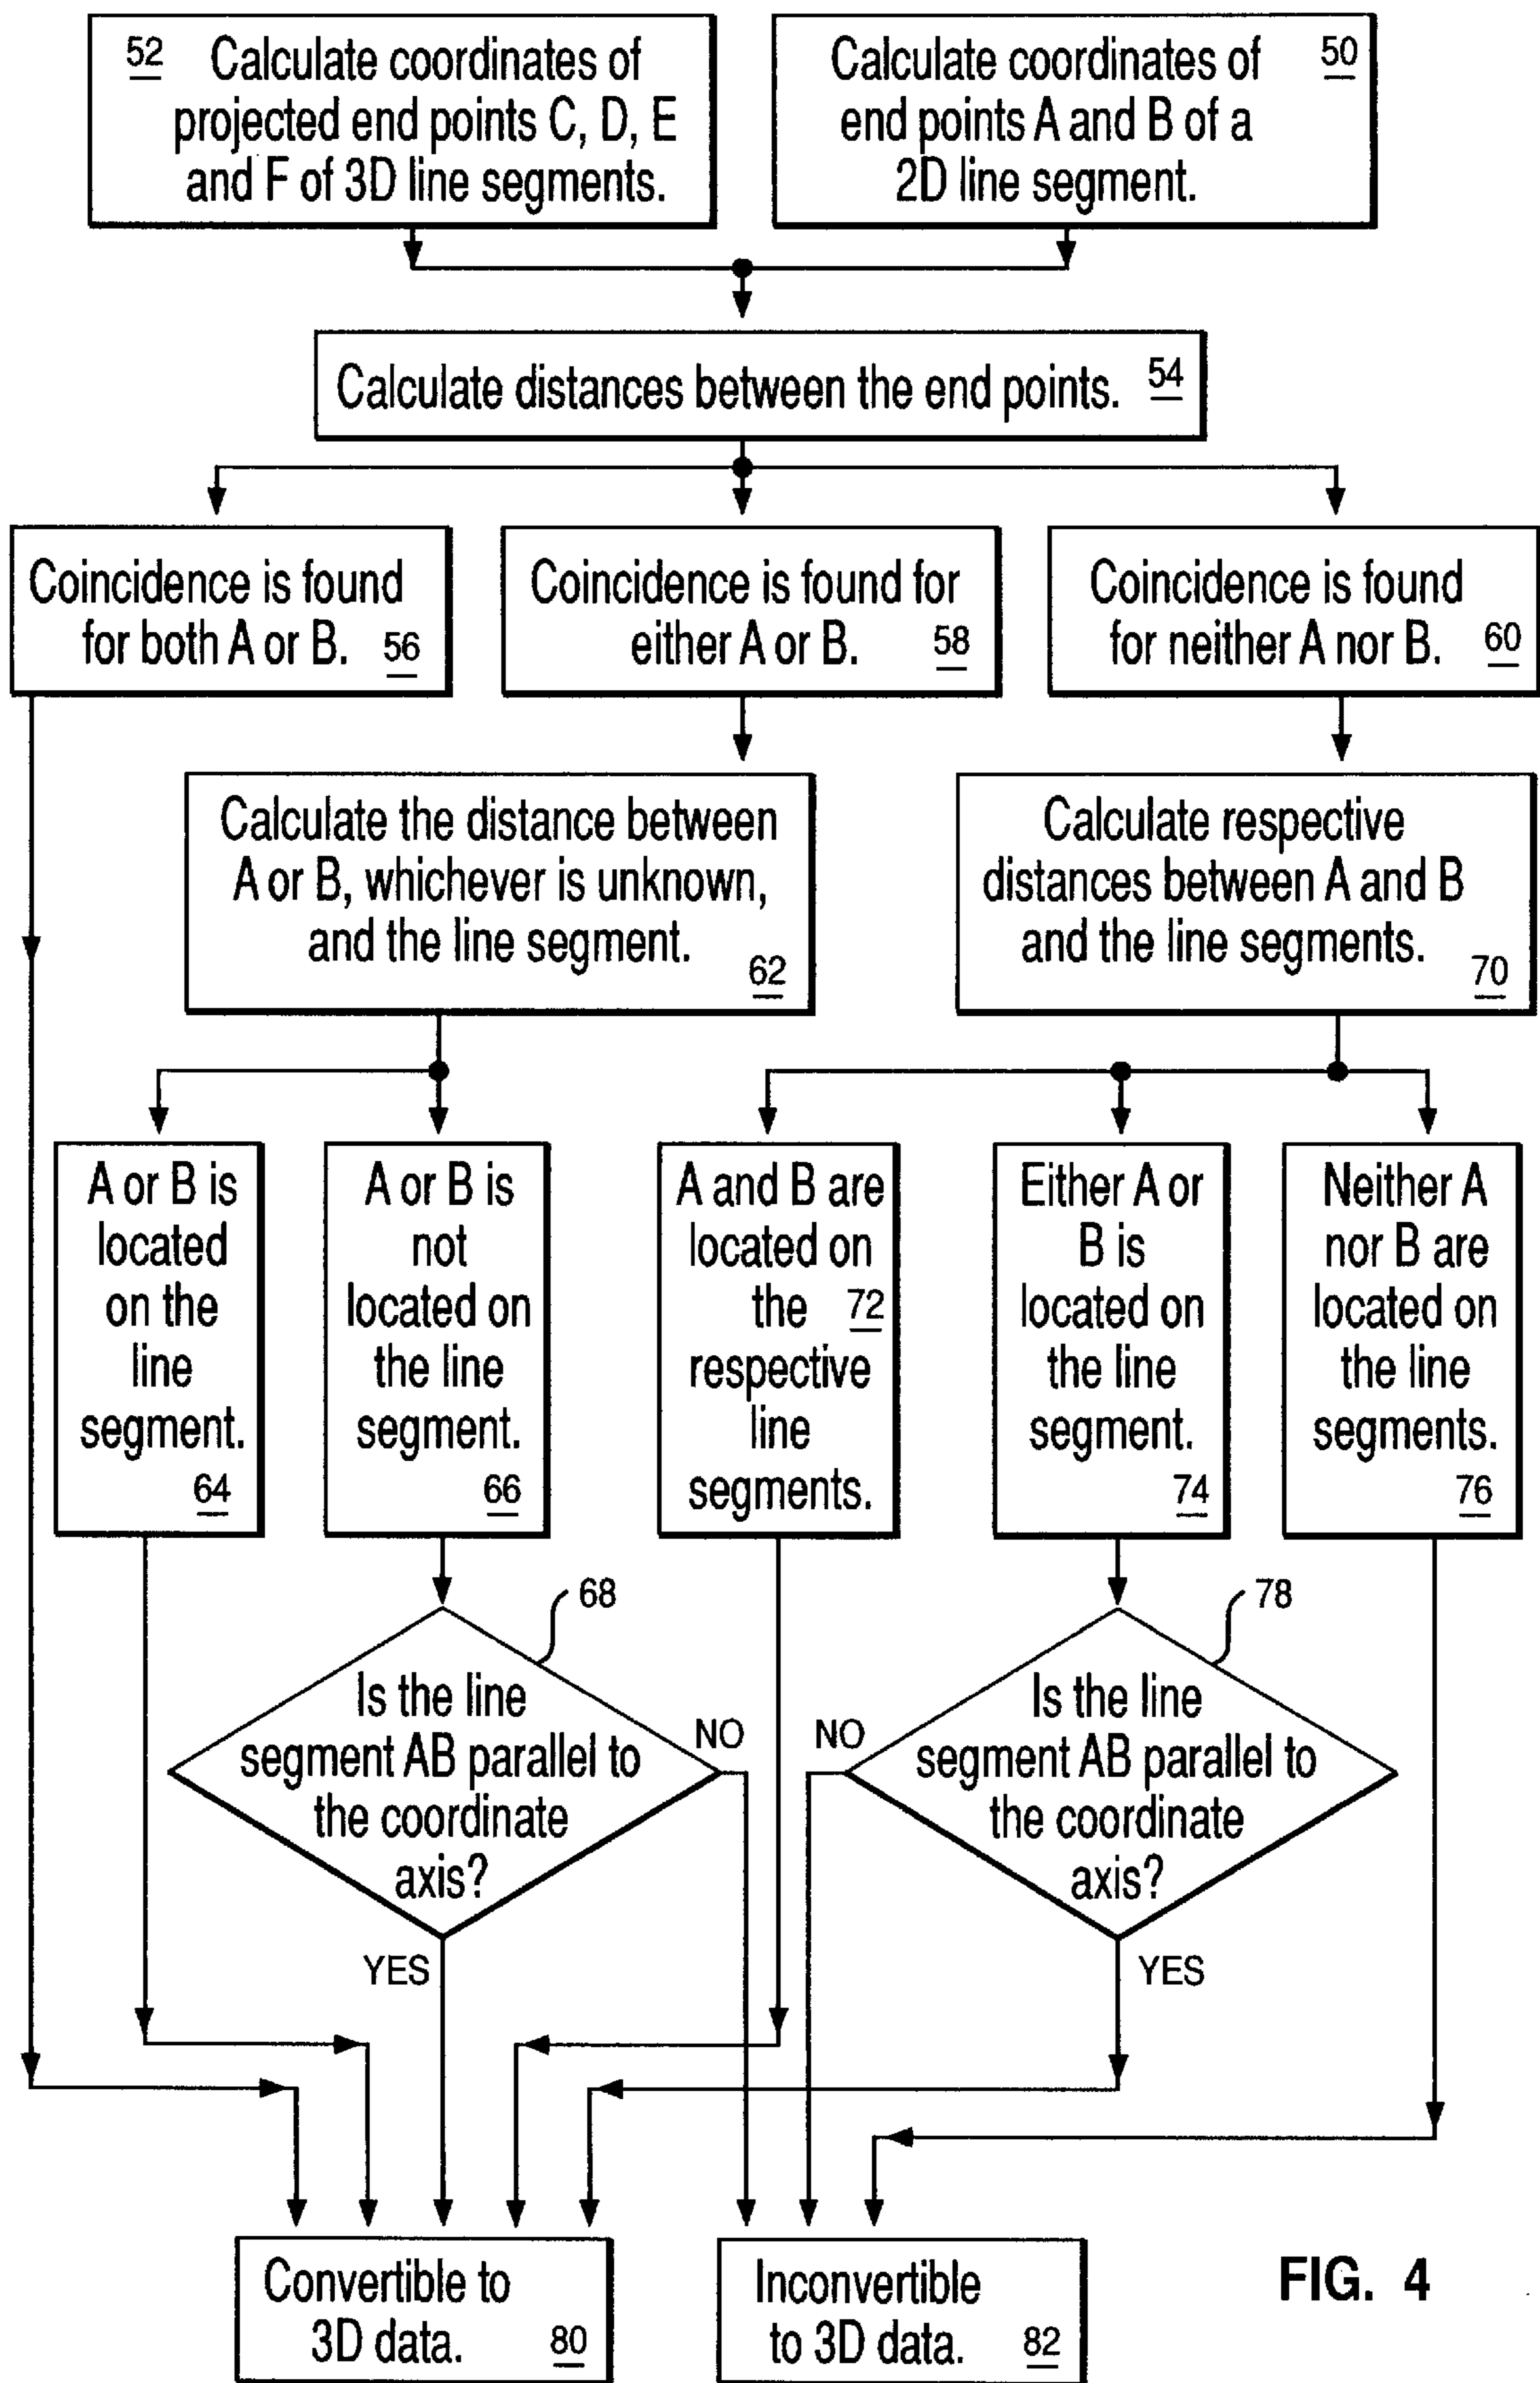 52 Calculate coordinates of
projected end points C, D, E
and F of 3D line segments.
Calculate coordinates of 50
end points A and B of a
2D line segment.
Calculate distances between the end points. 54
Coincidence is found
for both A or B. 56
Coincidence is found for
either A or B. 58
Coincidence is found
for neither A nor B. 60
Calculate the distance between
A or B, whichever is unknown,
and the line segment.
62
Calculate respective
distances between A and B
and the line segments.
70
A or B is
located
on the
line
segment.
64
A or B is
not
located on
the line
segment.
66
A and B are
located on
the 72
respective
line
segments.
Either A or
B is
located on
the line
segment.
74
Neither A
nor B are
located on
the line
segments.
76
68
Is the line
segment AB parallel to
the coordinate
axis?
NO
YES
78
Is the line
segment AB parallel to
the coordinate
axis?
NO
YES
Convertible to
3D data. 80
Inconvertible
to 3D data. 82
FIG. 4